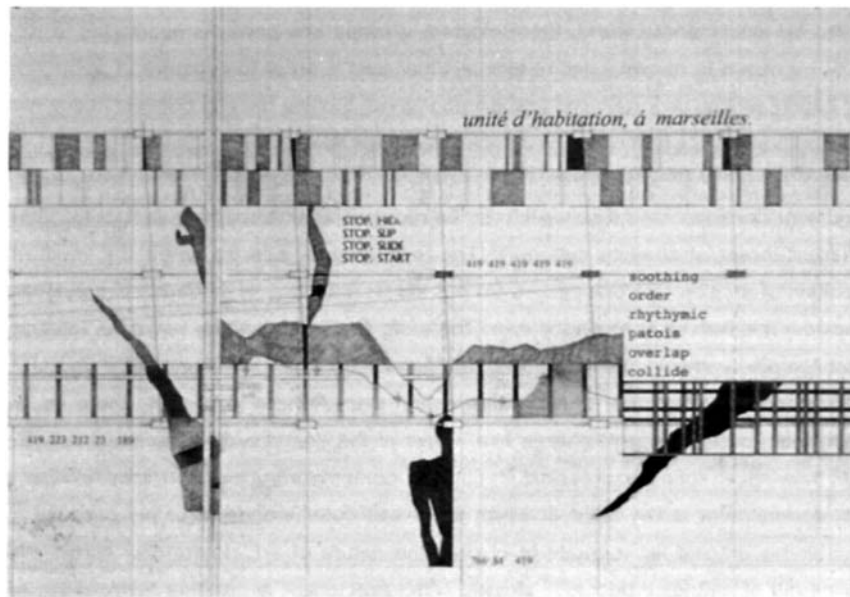 unité d'habitation, á marseilles.
STOP.
STOP. SLIP
STOP. SLIDE
STOP. START
419 419 419 419 419
soothing
order
rhythymic
patois
overlap
collide
419 223 212 23 189
419